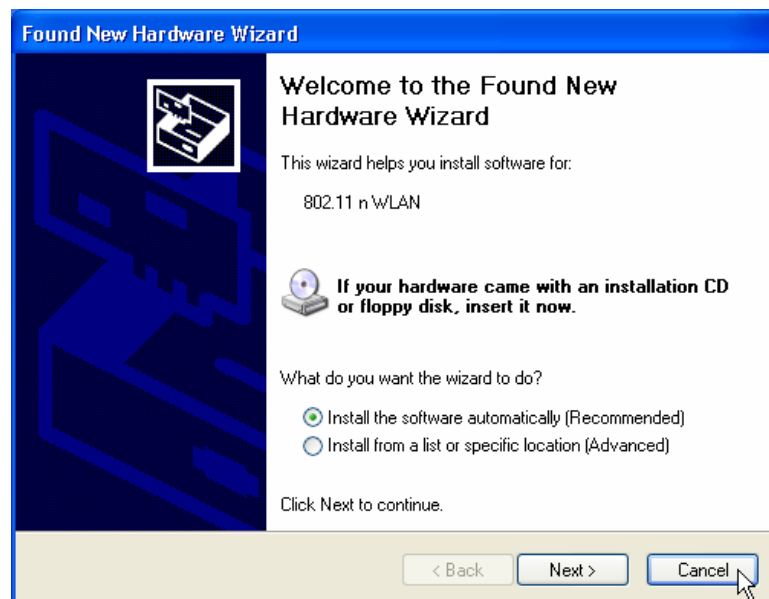 Found New Hardware Wizard
Welcome to the Found New
Hardware Wizard
This wizard helps you install software for:
802.11 n WLAN
If your hardware came with an installation CD
or floppy disk, insert it now.
What do you want the wizard to do?
Install the software automatically (Recommended)
Install from a list or specific location (Advanced)
Click Next to continue.
< Back Next > Cancel